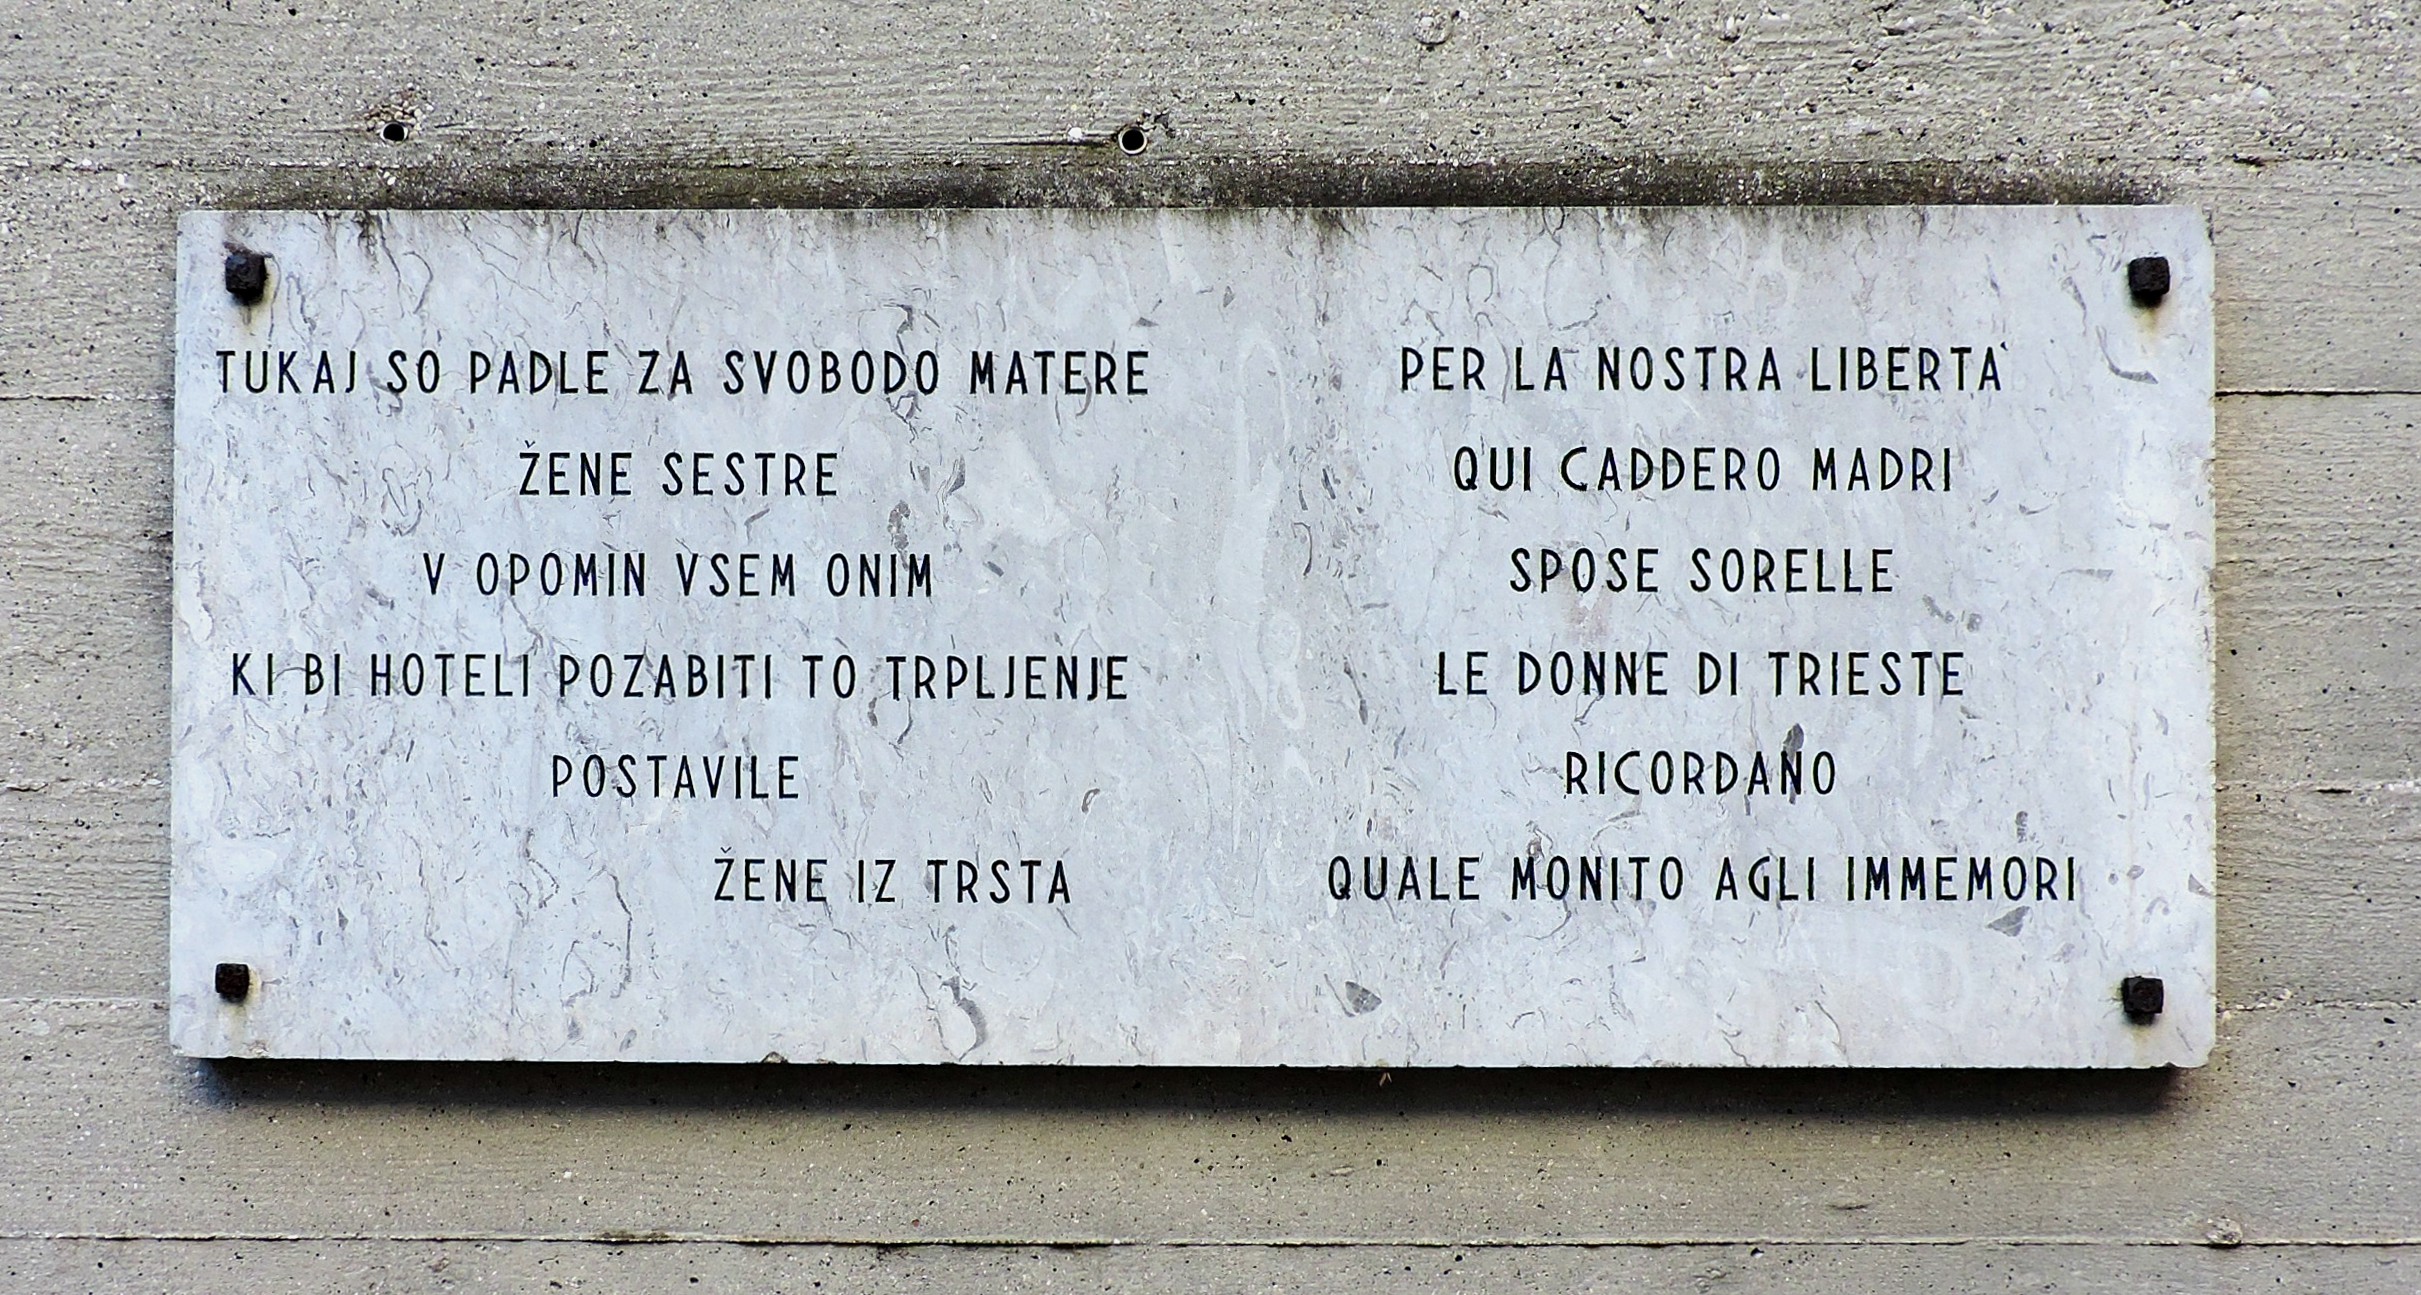 TUKAJ SO PADLE ZA SVOBODO MATERE
ŽENE SESTRE
V OPOMIN VSEM ONIM
KI BI HOTELI POZABITI TO TRPLJENJE
POSTAVILE
ŽENE IZ TRSTA
PER LA NOSTRA LIBERTA'
QUI CADDERO MADRI
SPOSE SORELLE
LE DONNE DI TRIESTE
RICORDANO
QUALE MONITO AGLI IMMEMORI